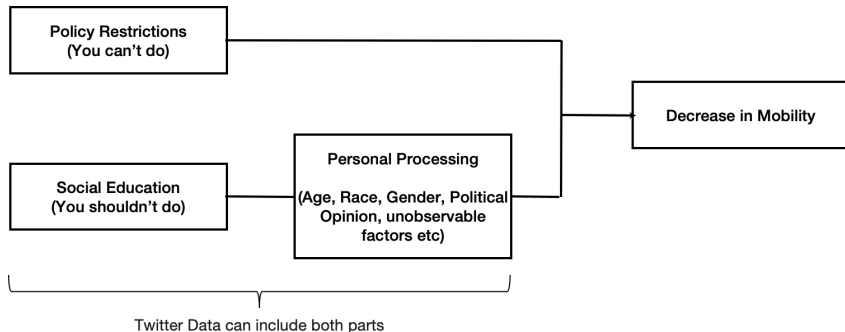 Policy Restrictions
(You can't do)
Decrease in Mobility
Personal Processing
(Age, Race, Gender, Political
Opinion, unobservable
factors etc)
Social Education
(You shouldn't do)
Twitter Data can include both parts